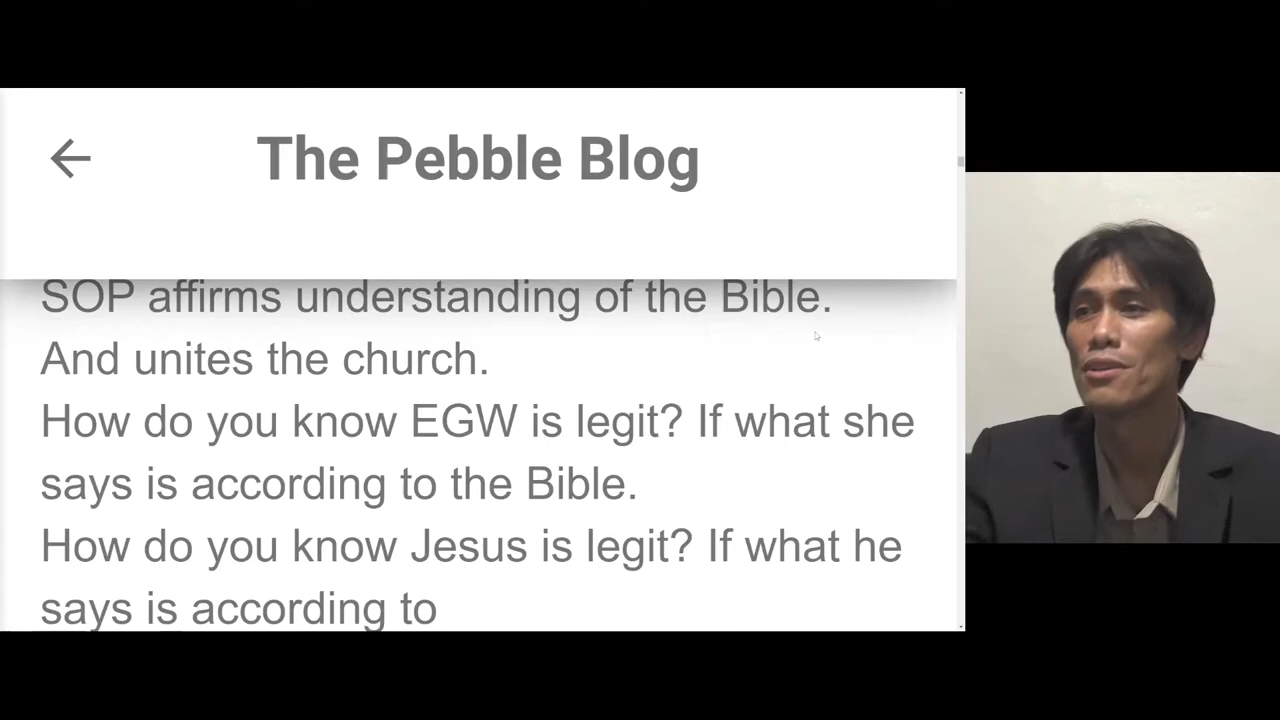 The Pebble Blog
SOP affirms understanding of the Bible.
And unites the church.
How do you know EGW is legit? If what she
says is according to the Bible.
How do you know Jesus is legit? If what he
says is according to